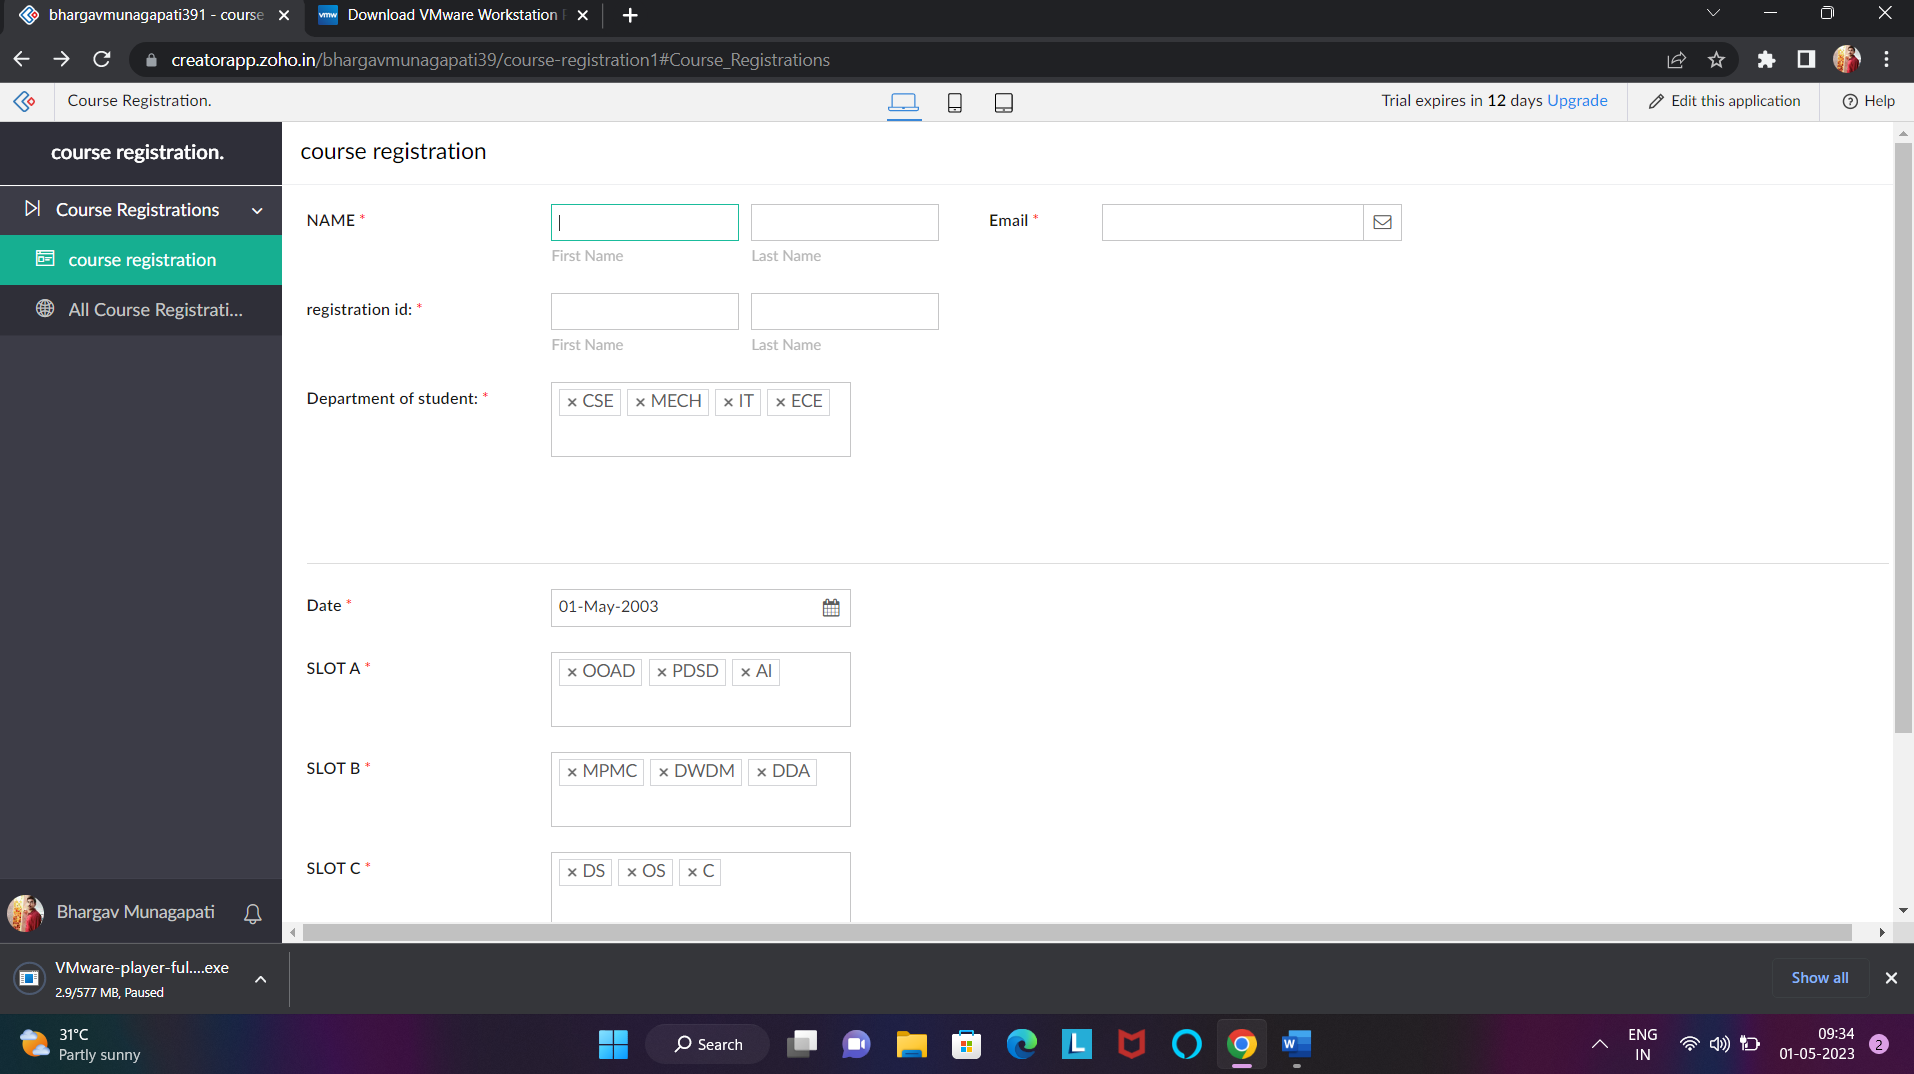 bhargavmunagapati391 - course
Download VMware Workstation
creatorapp.zoho.in/bhargavmunagapati39/course-registration1#Course_Registrations
Course Registration.
Trial expires in 12 days Upgrade
Edit this application
Help
course registration.
course registration
Course Registrations
course registration
All Course Registrati...
NAME *
First Name
Last Name
Email *
registration id: *
First Name
Last Name
Department of student: *
× CSE × MECH × IT × ECE
Date *
01-May-2003
SLOT A *
× OOAD × PDSD × AI
SLOT B *
× MPMC × DWDM × DDA
SLOT C *
× DS × OS × C
Bhargav Munagapati
VMware-player-ful....exe
2.9/577 MB, Paused
Show all
31°C
Partly sunny
Search
ENG
IN
09:34
01-05-2023
2